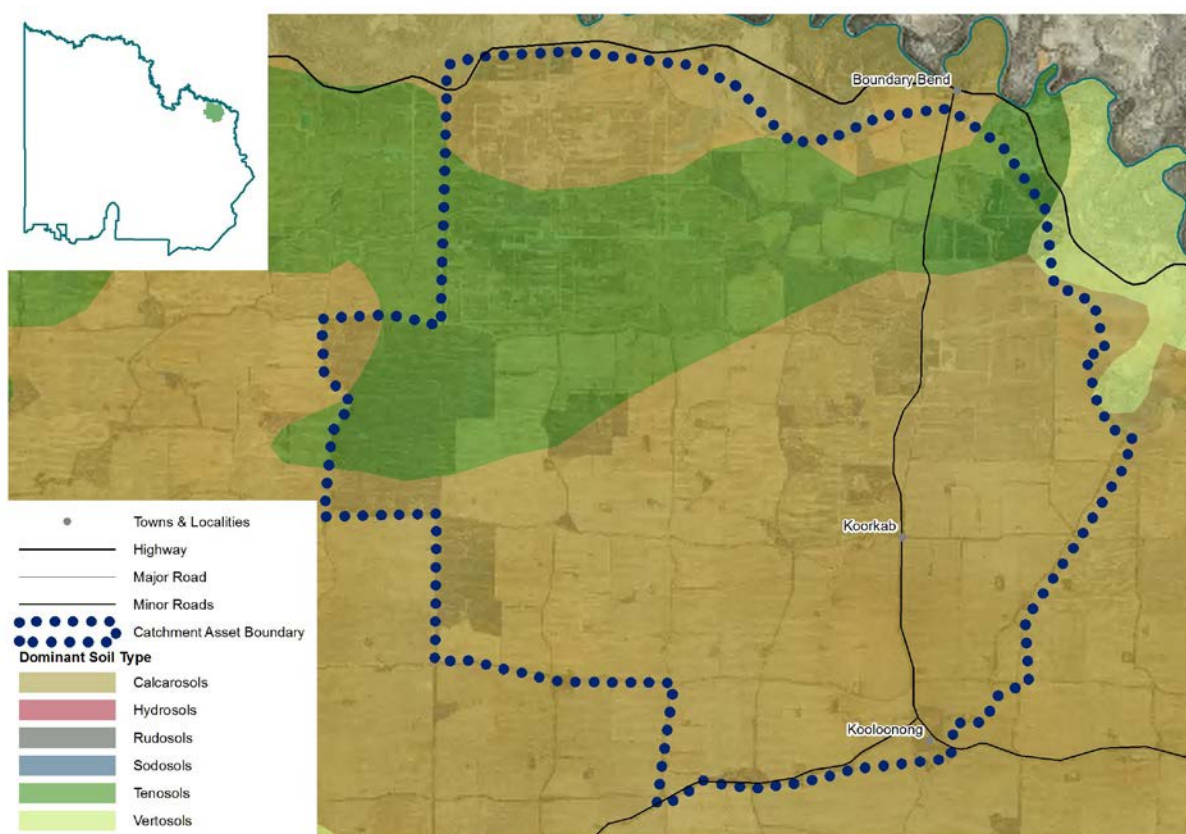 Boundary Bend
Koorkab
Kooloonong
Towns & Localities
Highway
Major Road
Minor Roads
Catchment Asset Boundary
Dominant Soil Type
Calcarosols
Hydrosols
Rudosols
Sodosols
Tenosols
Vertosols